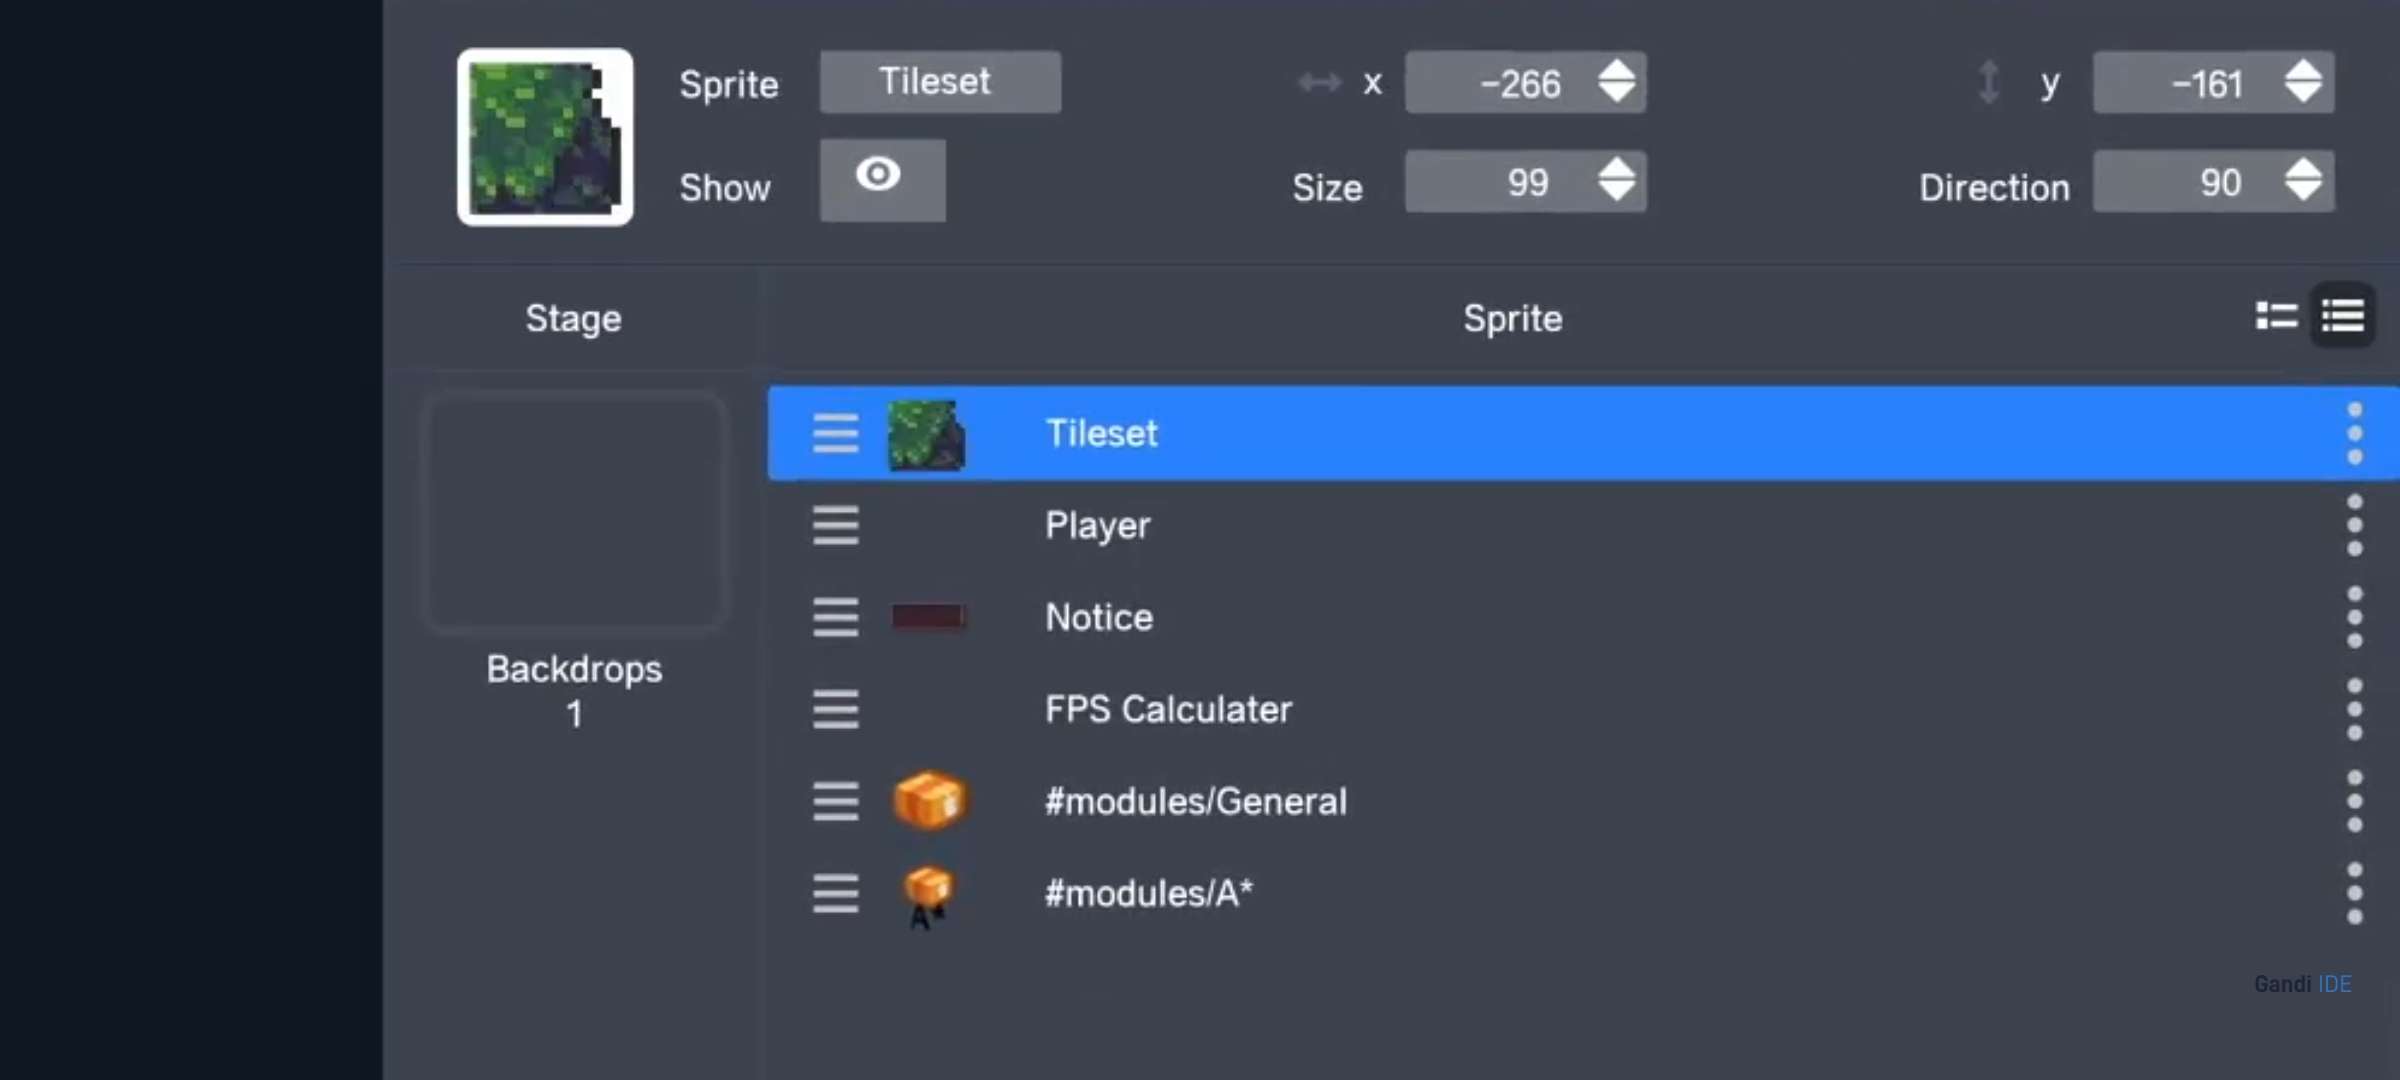 Sprite Tileset x -266 y -161
Show Size 99 Direction 90
Stage Sprite
Tileset
Player
Notice
Backdrops
1
FPS Calculater
#modules/General
A*
#modules/A*
Gandi IDE